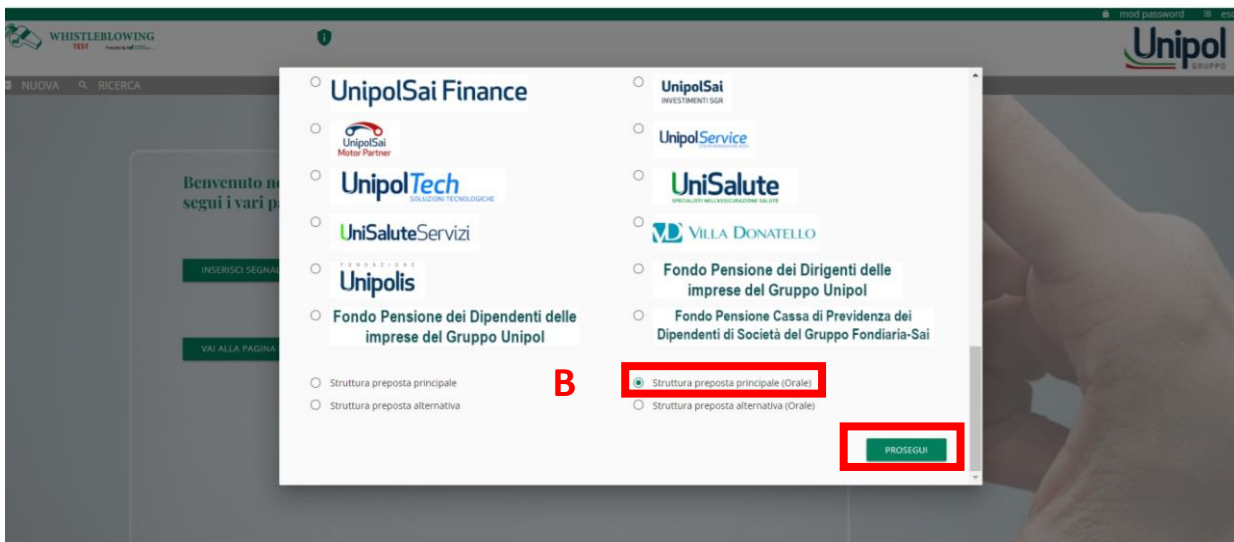 mod password
WHISTLEBLOWING
TEST
Unipol
GRUPPO
NUOVA RICERCA
UnipolSai Finance
UnipolSai
INVESTIMENTI SGR
UnipolSai
Motor Partner
UnipolService
UnipolTech
SOLUZIONI TECNOLOGICHE
UniSalute
SPECIALISTI NELL'ASSICURAZIONE SALUTE
UniSaluteServizi
VD VILLA DONATELLO
FONDAZIONE
Unipolis
Fondo Pensione dei Dirigenti delle
imprese del Gruppo Unipol
Fondo Pensione dei Dipendenti delle
imprese del Gruppo Unipol
Fondo Pensione Cassa di Previdenza dei
Dipendenti di Società del Gruppo Fondiaria-Sai
Benvenuto ne
segui i vari pa
INSERISCI SEGNAL
VAI ALLA PAGINA
Struttura preposta principale
B
Struttura preposta principale (Orale)
Struttura preposta alternativa
Struttura preposta alternativa (Orale)
PROSEGUI